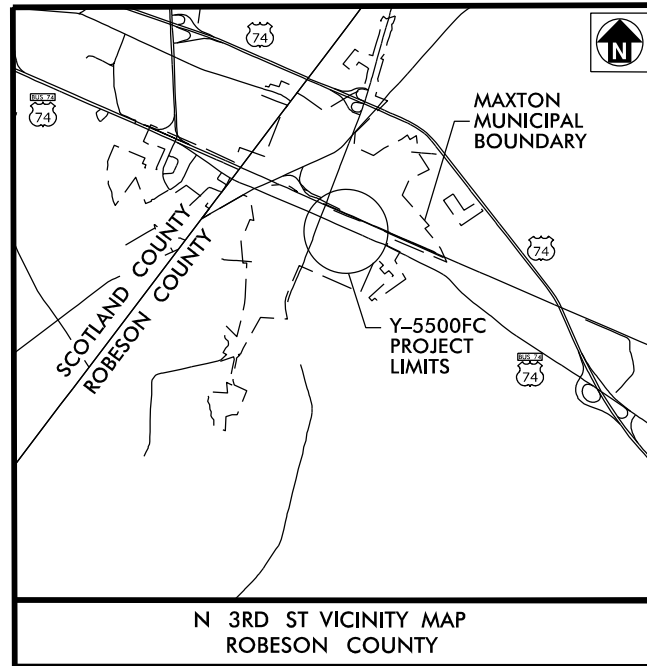 74
N
BUS 74
74
MAXTON
MUNICIPAL
BOUNDARY
74
SCOTLAND COUNTY
ROBESON COUNTY
Y-5500FC
PROJECT
LIMITS
BUS 74
74
N 3RD ST VICINITY MAP
ROBESON COUNTY